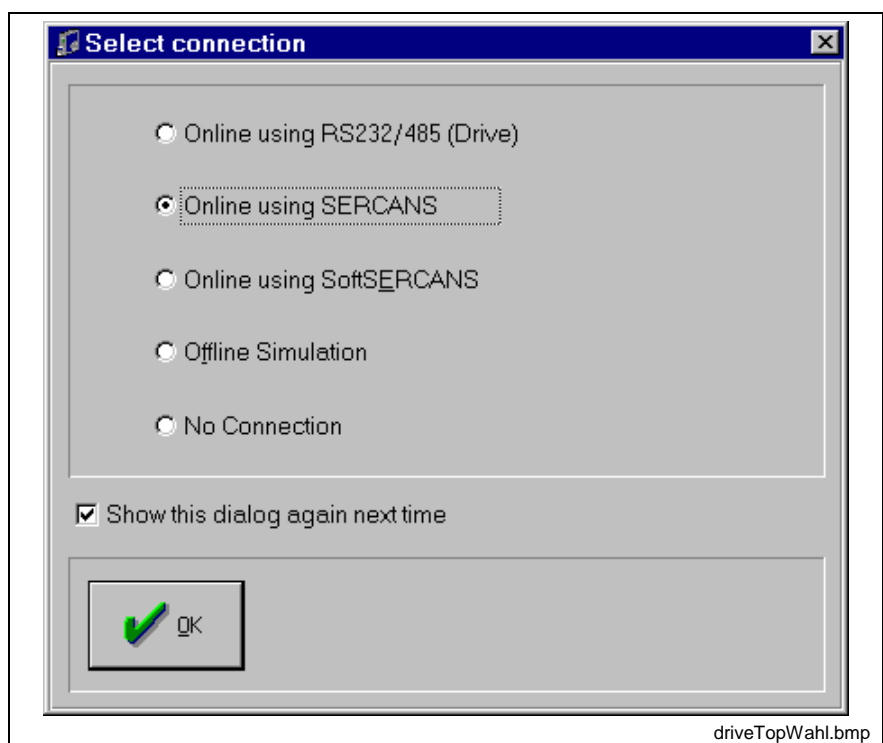 Select connection
Online using RS232/485 (Drive)
Online using SERCANS
Online using SoftSERCANS
Offline Simulation
No Connection
Show this dialog again next time
OK
driveTopWahl.bmp